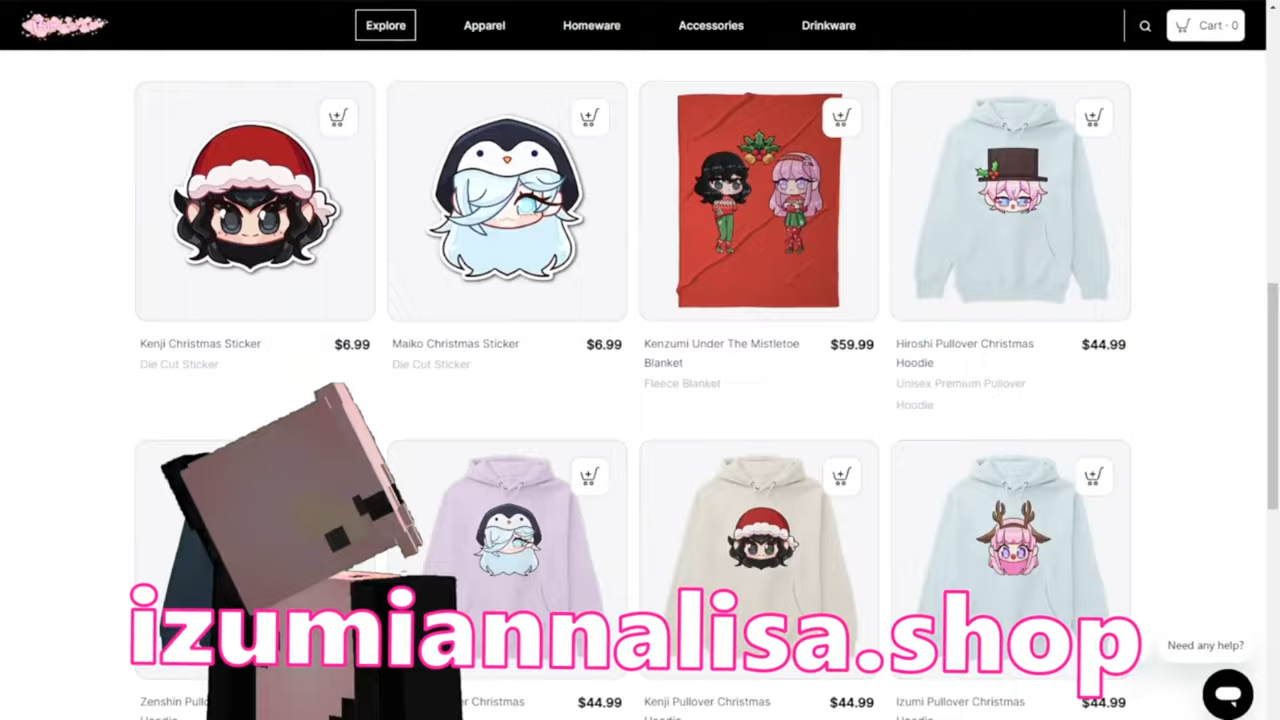 Explore
Apparel
Homeware
Accessories
Drinkware
Cart · 0
Kenji Christmas Sticker
$6.99
Die Cut Sticker
Maiko Christmas Sticker
$6.99
Die Cut Sticker
Kenzumi Under The Mistletoe
Blanket
$59.99
Fleece Blanket
Hiroshi Pullover Christmas
Hoodie
$44.99
Unisex Premium Pullover
Hoodie
izumiannalisa.shop
Need any help?
Zenshin
Christmas
$44.99
Kenji Pullover Christmas
$44.99
Izumi Pullover Christmas
$44.99